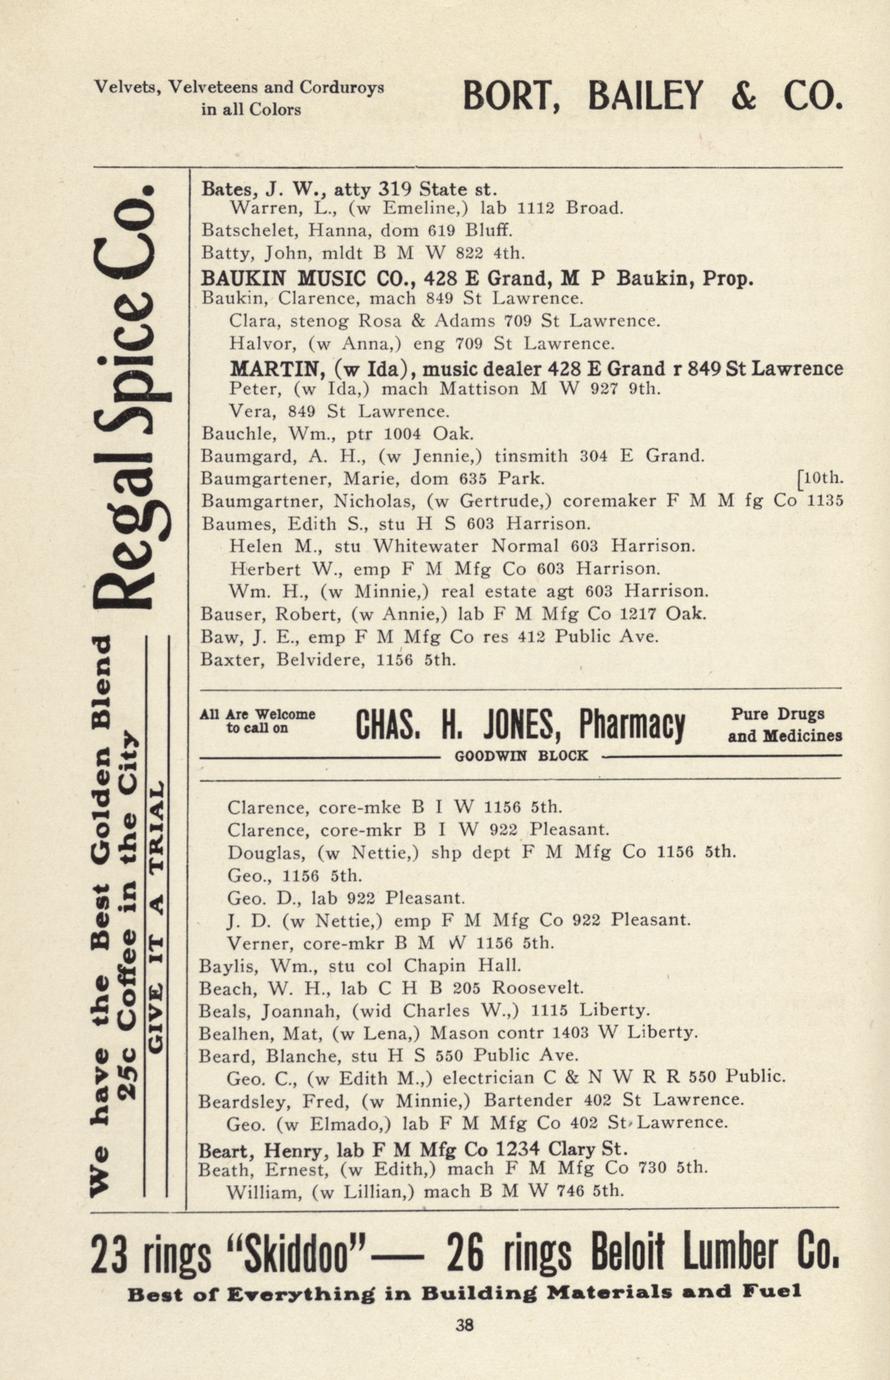 Velvets, Velveteens and Corduroys
in all Colors
BORT, BAILEY & CO.
Regal Spice Co.
We have the Best Golden Blend
25c Coffee in the City
GIVE IT A TRIAL
Bates, J. W., atty 319 State st.
Warren, L., (w Emeline,) lab 1112 Broad.
Batschelet, Hanna, dom 619 Bluff.
Batty, John, mldt B M W 822 4th.
BAUKIN MUSIC CO., 428 E Grand, M P Baukin, Prop.
Baukin, Clarence, mach 849 St Lawrence.
Clara, stenog Rosa & Adams 709 St Lawrence.
Halvor, (w Anna,) eng 709 St Lawrence.
MARTIN, (w Ida), music dealer 428 E Grand r 849 St Lawrence
Peter, (w Ida,) mach Mattison M W 927 9th.
Vera, 849 St Lawrence.
Bauchle, Wm., ptr 1004 Oak.
Baumgard, A. H., (w Jennie,) tinsmith 304 E Grand.
Baumgartener, Marie, dom 635 Park. [10th.
Baumgartner, Nicholas, (w Gertrude,) coremaker F M M fg Co 1135
Baumes, Edith S., stu H S 603 Harrison.
Helen M., stu Whitewater Normal 603 Harrison.
Herbert W., emp F M Mfg Co 603 Harrison.
Wm. H., (w Minnie,) real estate agt 603 Harrison.
Bauser, Robert, (w Annie,) lab F M Mfg Co 1217 Oak.
Baw, J. E., emp F M Mfg Co res 412 Public Ave.
Baxter, Belvidere, 1156 5th.
All Are Welcome
to call on
CHAS. H. JONES, Pharmacy
Pure Drugs
and Medicines
GOODWIN BLOCK
Clarence, core-mke B I W 1156 5th.
Clarence, core-mkr B I W 922 Pleasant.
Douglas, (w Nettie,) shp dept F M Mfg Co 1156 5th.
Geo., 1156 5th.
Geo. D., lab 922 Pleasant.
J. D. (w Nettie,) emp F M Mfg Co 922 Pleasant.
Verner, core-mkr B M W 1156 5th.
Baylis, Wm., stu col Chapin Hall.
Beach, W. H., lab C H B 205 Roosevelt.
Beals, Joannah, (wid Charles W.,) 1115 Liberty.
Bealhen, Mat, (w Lena,) Mason contr 1403 W Liberty.
Beard, Blanche, stu H S 550 Public Ave.
Geo. C., (w Edith M.,) electrician C & N W R R 550 Public.
Beardsley, Fred, (w Minnie,) Bartender 402 St Lawrence.
Geo. (w Elmado,) lab F M Mfg Co 402 St Lawrence.
Beart, Henry, lab F M Mfg Co 1234 Clary St.
Beath, Ernest, (w Edith,) mach F M Mfg Co 730 5th.
William, (w Lillian,) mach B M W 746 5th.
23 rings "Skiddoo"— 26 rings Beloit Lumber Co.
Best of Everything in Building Materials and Fuel
38